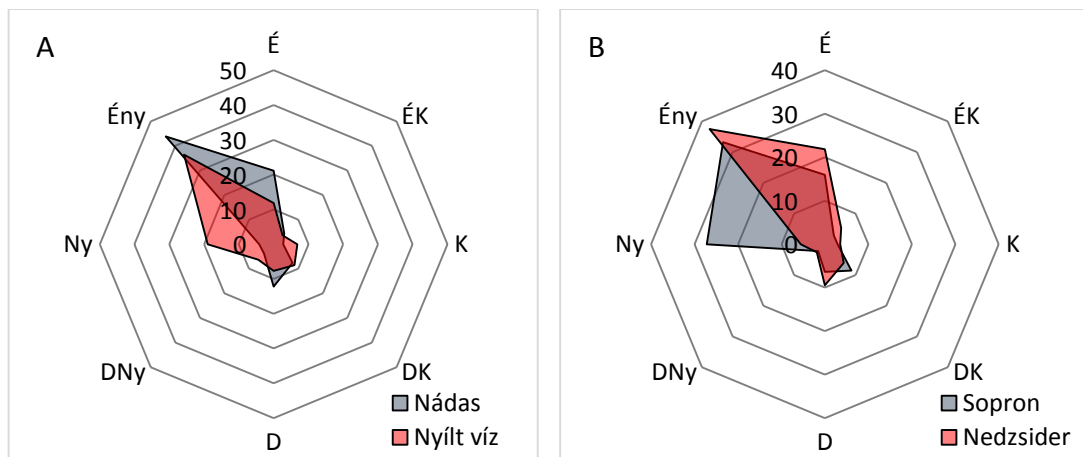 A
É
50
40
30
20
10
0
ÉK
K
DK
D
DNy
Ny
Ény
Nádas
Nyílt víz
B
É
40
30
20
10
0
ÉK
K
DK
D
DNy
Ny
Ény
Sopron
Nedzsider